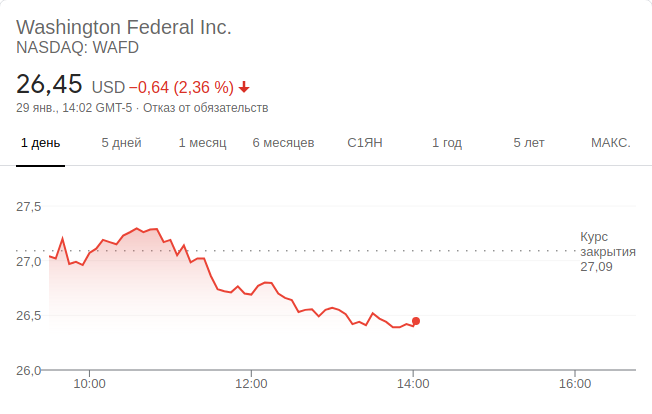 Washington Federal Inc.
NASDAQ: WAFD
26,45 USD −0,64 (2,36 %)
29 янв., 14:02 GMT-5 · Отказ от обязательств
1 день 5 дней 1 месяц 6 месяцев С1ЯН 1 год 5 лет МАКС.
27,5
Курс
закрытия
27,09
27,0
26,5
26,0
10:00 12:00 14:00 16:00